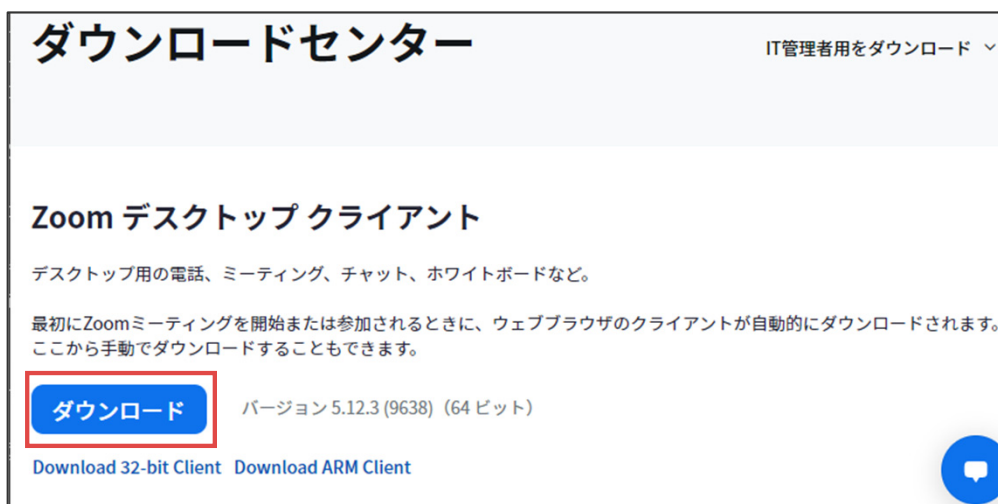 ダウンロードセンター
IT管理者用をダウンロード
Zoom デスクトップ クライアント
デスクトップ用の電話、ミーティング、チャット、ホワイトボードなど。
最初にZoomミーティングを開始または参加されるときに、ウェブブラウザのクライアントが自動的にダウンロードされます。
ここから手動でダウンロードすることもできます。
ダウンロード
バージョン 5.12.3 (9638)（64 ビット）
Download 32-bit Client Download ARM Client